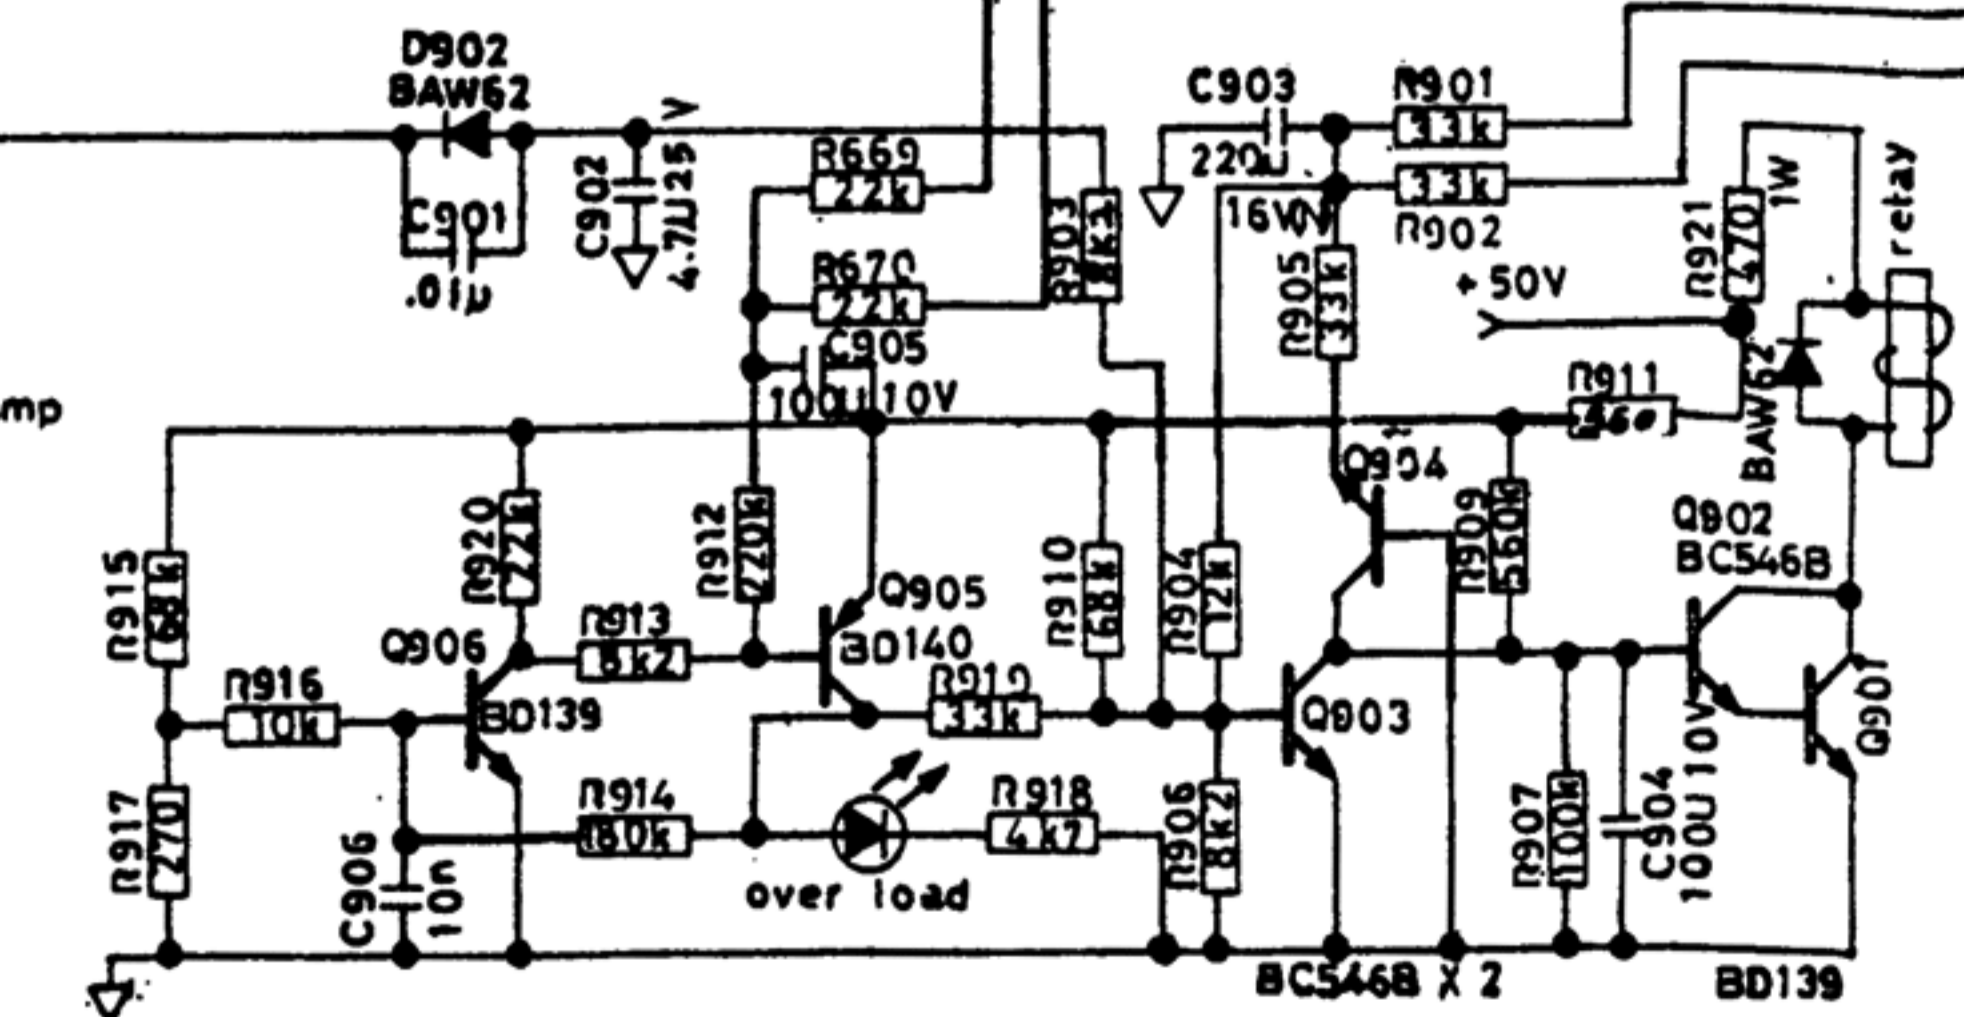 D902
BAW62
C901
.01µ
C902
4.7U25
V
R669
22k
R670
22k
C905
100U10V
R903
8k2
C903
220U
16V
R901
33k
33k
R902
R905
33k
+50V
R921
470
1W
relay
BAW62
R911
mp
R915
68k
R920
22k
R912
220k
Q905
BD140
R910
68k
R904
12k
Q904
R909
560k
Q902
BC546B
Q906
BD139
R913
8k2
R916
10k
R919
33k
Q903
Q901
R917
270
C906
10n
R914
180k
over load
R918
4k7
R906
8k2
R907
100k
C904
100U10V
BC546B X 2
BD139